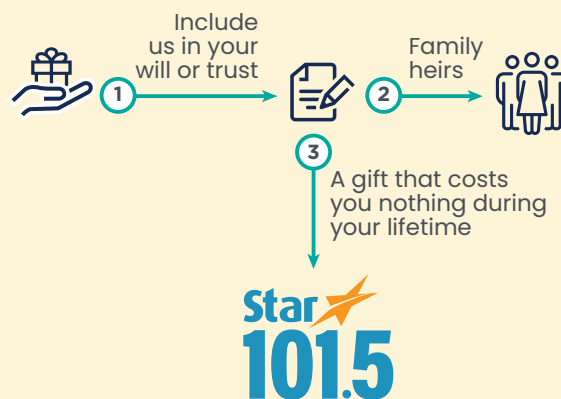 Include
us in your
will or trust
1
Family
heirs
2
3
A gift that costs
you nothing during
your lifetime
Star
101.5